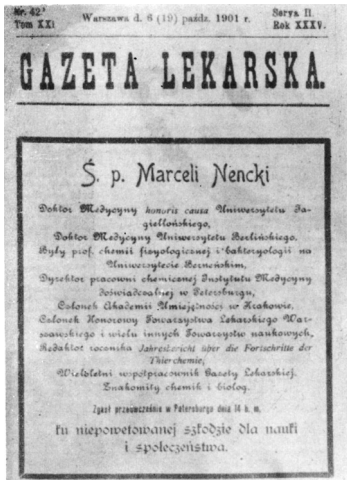 Nr. 42.
Warszawa d. 6 (19) paźdz. 1901 r.
Serya II.
Tom XXI
Rok XXXV.
GAZETA LEKARSKA.
Ś. p. Marceli Nencki
Doktor Medycyny honoris causa Uniwersytetu Ja-
giellońskiego,
Doktor Medycyny Uniwersytetu Berlińskiego,
Były prof. chemii fizyologicznej i bakteryologii na
Uniwersytecie Berneńskim,
Dyrektor pracowni chemicznej Instytutu Medycyny
doświadczalnej w Petersburgu,
Członek Akademii Umiejętności w Krakowie,
Członek Honorowy Towarzystwa Lekarskiego War-
szawskiego i wielu innych Towarzystw naukowych,
Redaktor rocznika Jahresbericht über die Fortschritte der
Thierchemie,
Wieloletni współpracownik Gazety Lekarskiej.
Znakomity chemik i biolog.
Zgasł przedwcześnie w Petersburgu dnia 14 b. m.
ku niepowetowanej szkodzie dla nauki
i społeczeństwa.